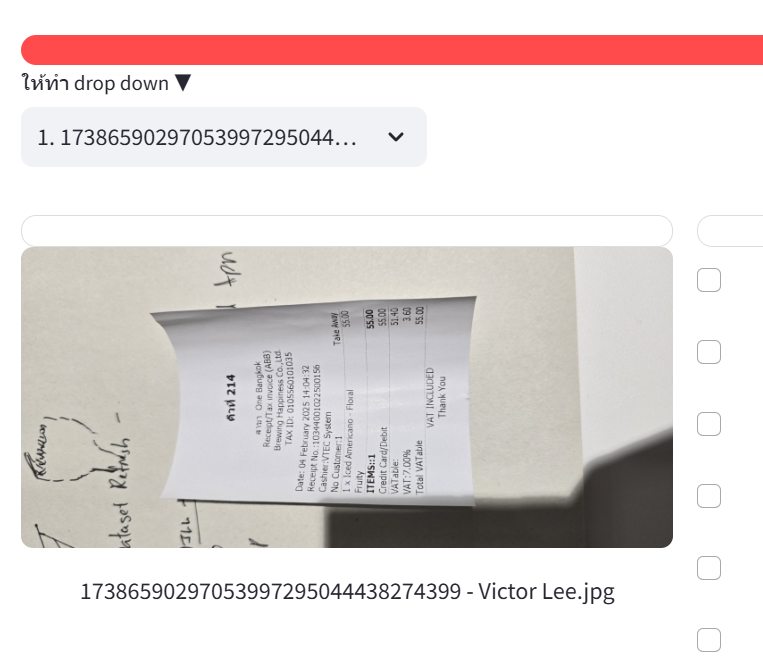 ให้ทำ drop down ▼
1. 17386590297053997295044...
คิวที่ 214
สาขา One Bangkok
Receipt/Tax Invoice (ABB)
Brewing Happiness Co.,Ltd.
TAX ID: 0105560101035
Date: 04 February 2025 14:04:32
Receipt No.:10344001022500156
Cashier:VTEC System
No Customer:1
Take Away
1 x Iced Americano - Floral 55.00
Fruity
ITEMS:1 55.00
Credit Card/Debit 55.00
VATable: 51.40
VAT:7.00% 3.60
Total VATable 55.00
VAT INCLUDED
Thank You
ataset Refresh -
17386590297053997295044438274399 - Victor Lee.jpg